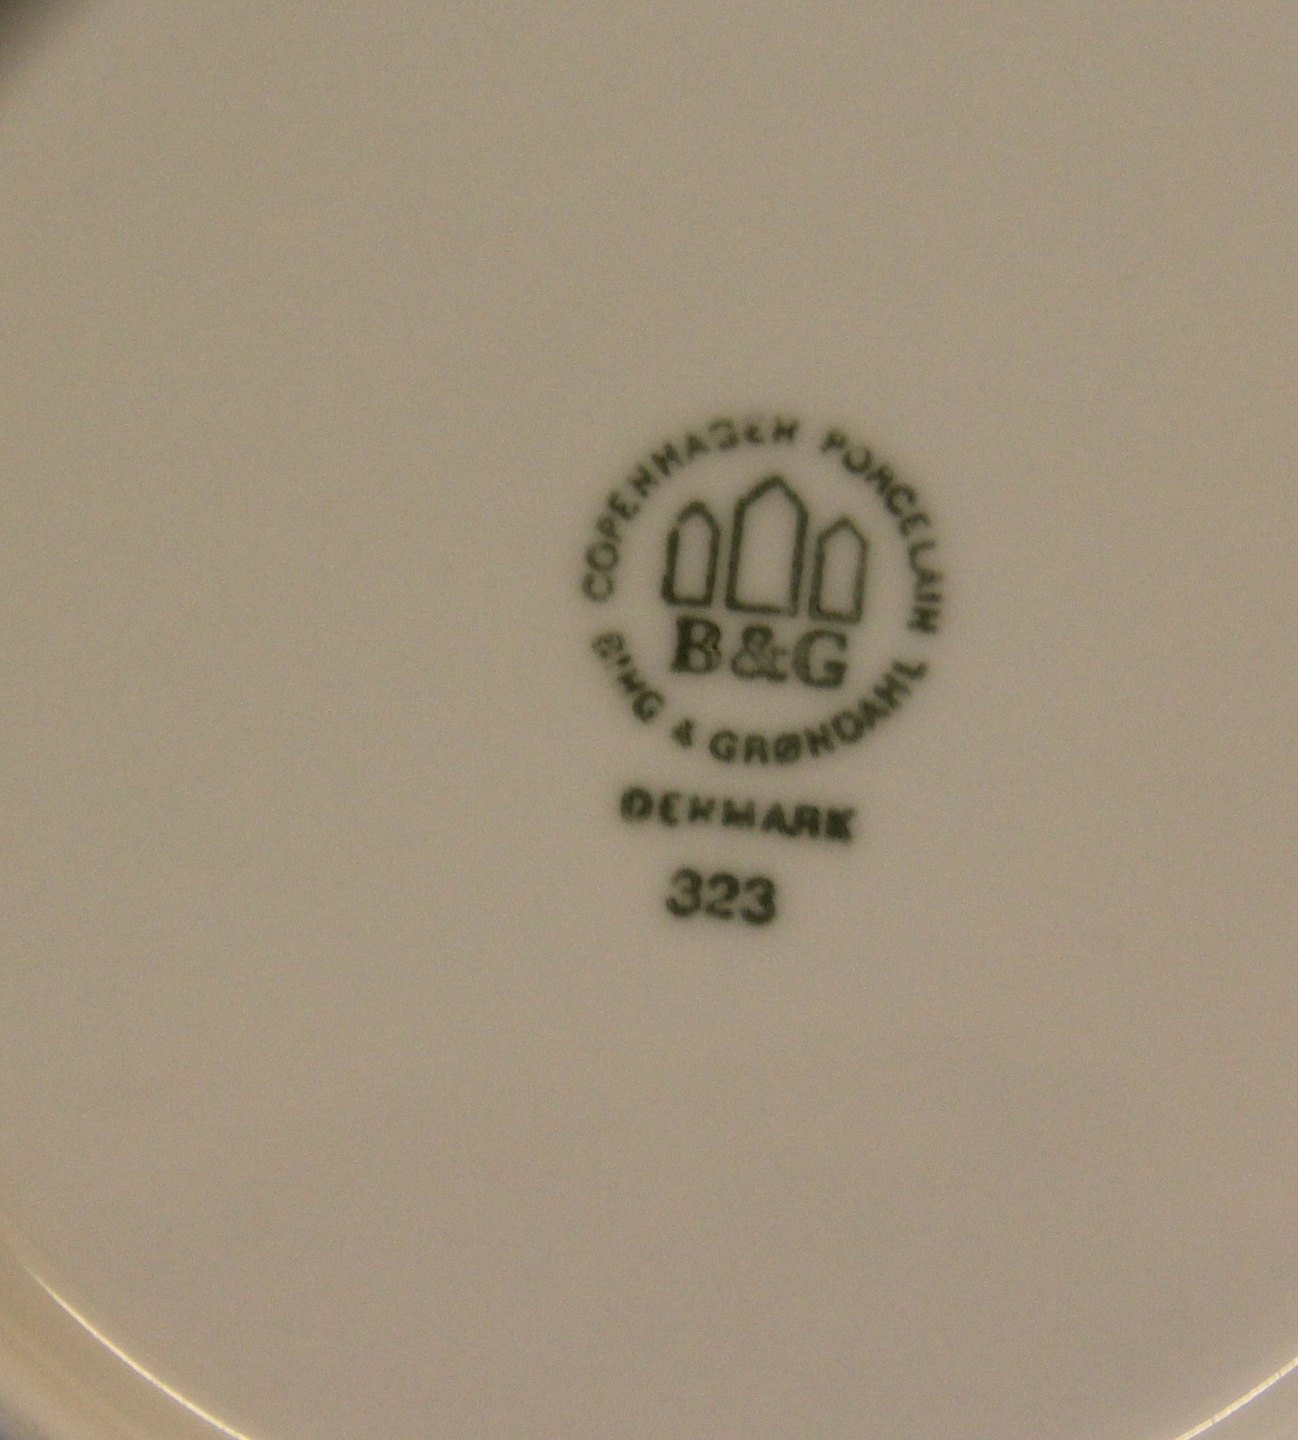 COPENHAGEN PORCELAIN
B&G
BING & GRØNDAHL
DENMARK
323